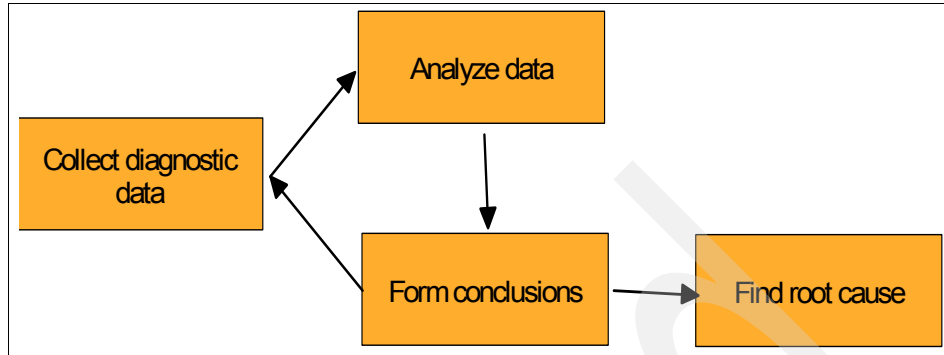 Analyze data
Collect diagnostic
data
Form conclusions
Find root cause